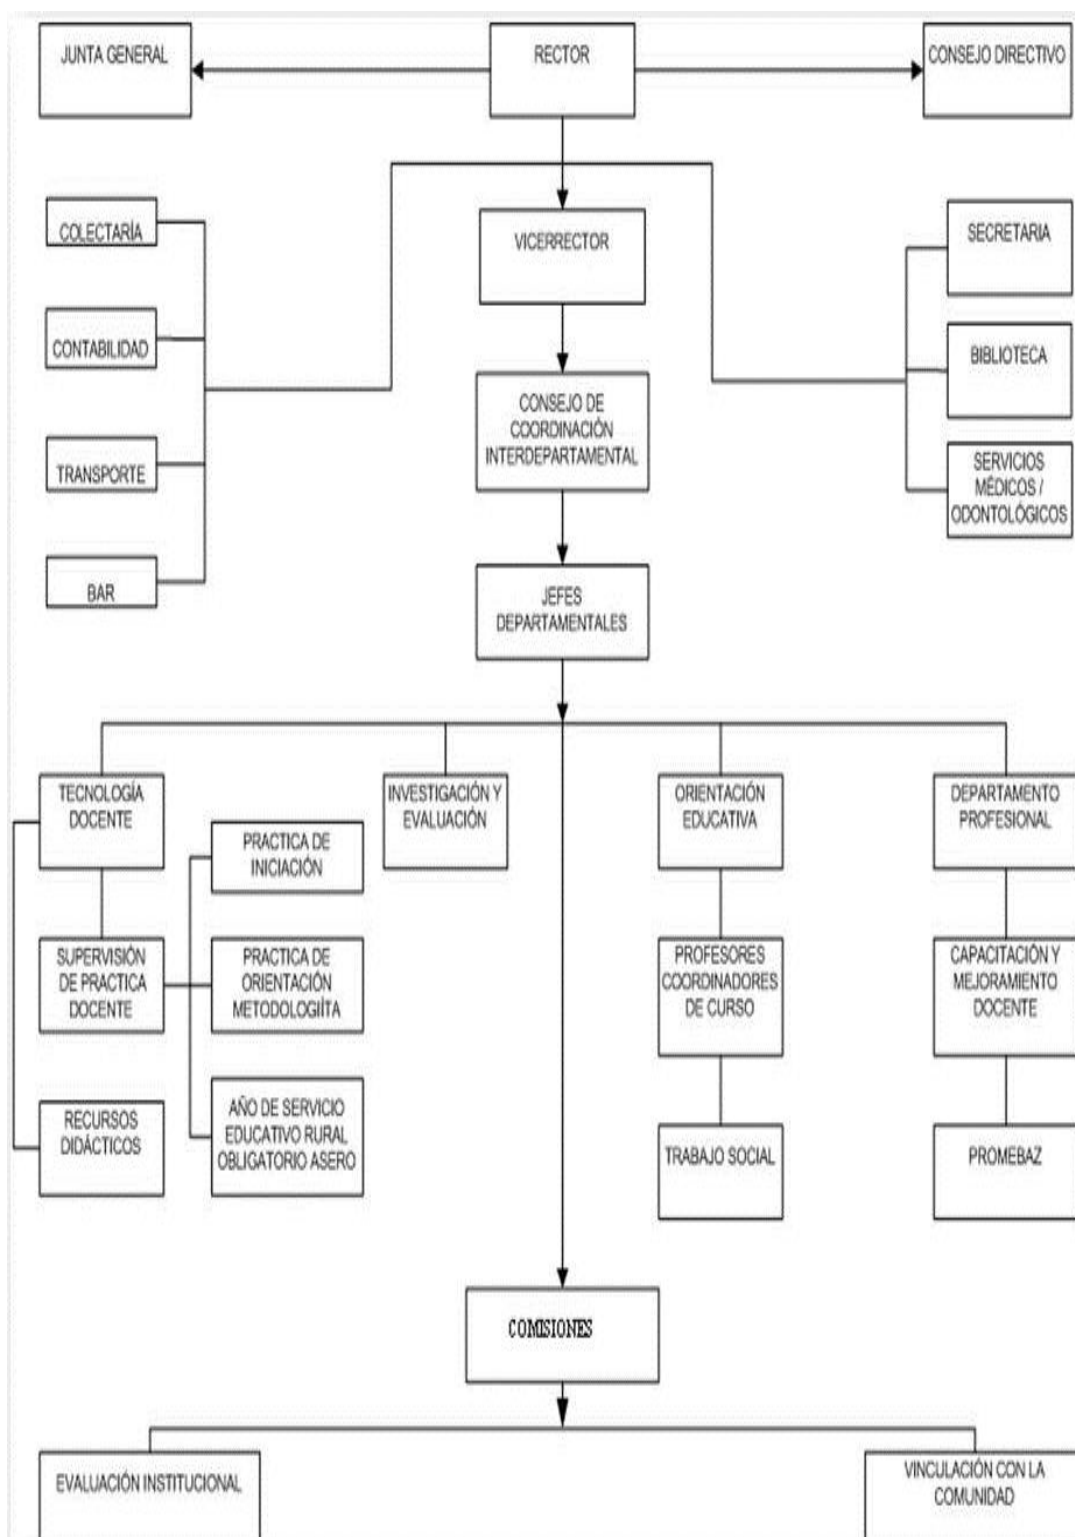 JUNTA GENERAL
RECTOR
CONSEJO DIRECTIVO
COLECTARÍA
VICERRECTOR
SECRETARIA
CONTABILIDAD
BIBLIOTECA
CONSEJO DE
COORDINACIÓN
INTERDEPARTAMENTAL
TRANSPORTE
SERVICIOS
MÉDICOS /
ODONTOLÓGICOS
BAR
JEFES
DEPARTAMENTALES
TECNOLOGÍA
DOCENTE
INVESTIGACIÓN Y
EVALUACIÓN
ORIENTACIÓN
EDUCATIVA
DEPARTAMENTO
PROFESIONAL
PRACTICA DE
INICIACIÓN
SUPERVISIÓN
DE PRACTICA
DOCENTE
PRACTICA DE
ORIENTACIÓN
METODOLOGIÍTA
PROFESORES
COORDINADORES
DE CURSO
CAPACITACIÓN Y
MEJORAMIENTO
DOCENTE
RECURSOS
DIDÁCTICOS
AÑO DE SERVICIO
EDUCATIVO RURAL
OBLIGATORIO ASERO
TRABAJO SOCIAL
PROMEBAZ
COMISIONES
EVALUACIÓN INSTITUCIONAL
VINCULACIÓN CON LA
COMUNIDAD